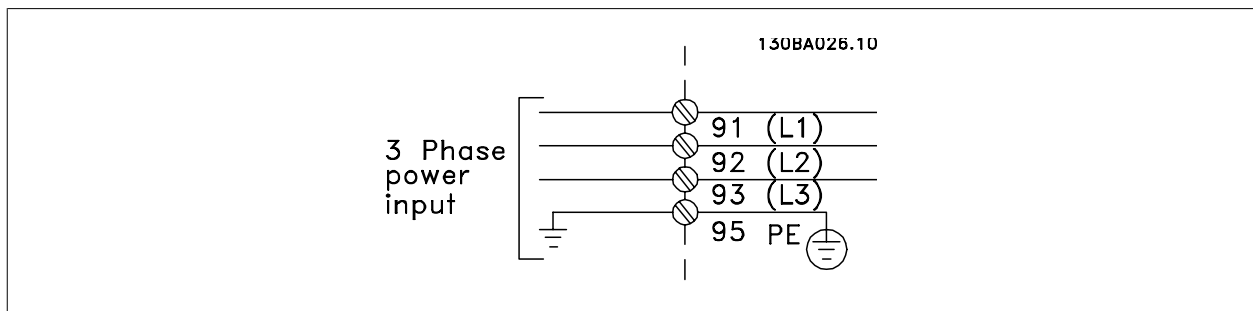 130BA026.10
3 Phase
power
input
91 (L1)
92 (L2)
93 (L3)
95 PE